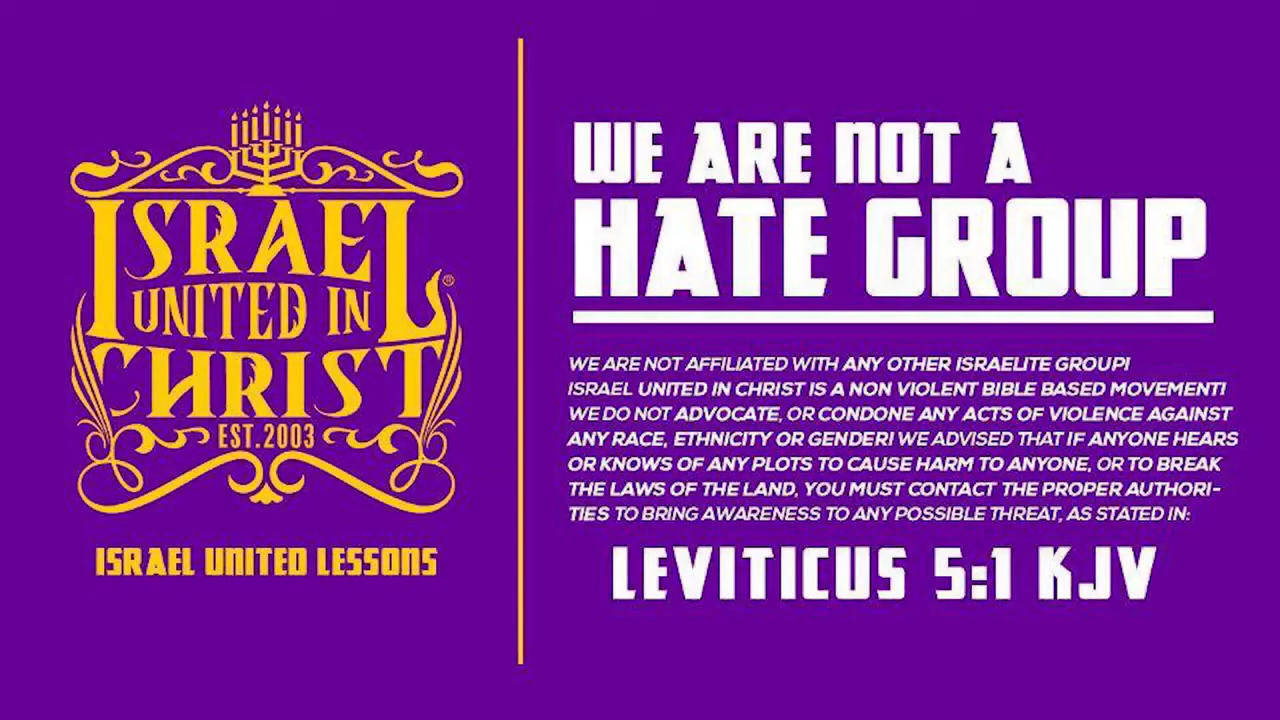 ISRAEL
UNITED IN
CHRIST
EST. 2003
®
ISRAEL UNITED LESSONS
WE ARE NOT A
HATE GROUP
WE ARE NOT AFFILIATED WITH ANY OTHER ISRAELITE GROUP!
ISRAEL UNITED IN CHRIST IS A NON VIOLENT BIBLE BASED MOVEMENT!
WE DO NOT ADVOCATE, OR CONDONE ANY ACTS OF VIOLENCE AGAINST
ANY RACE, ETHNICITY OR GENDER! WE ADVISED THAT IF ANYONE HEARS
OR KNOWS OF ANY PLOTS TO CAUSE HARM TO ANYONE, OR TO BREAK
THE LAWS OF THE LAND, YOU MUST CONTACT THE PROPER AUTHORI-
TIES TO BRING AWARENESS TO ANY POSSIBLE THREAT, AS STATED IN:
LEVITICUS 5:1 KJV